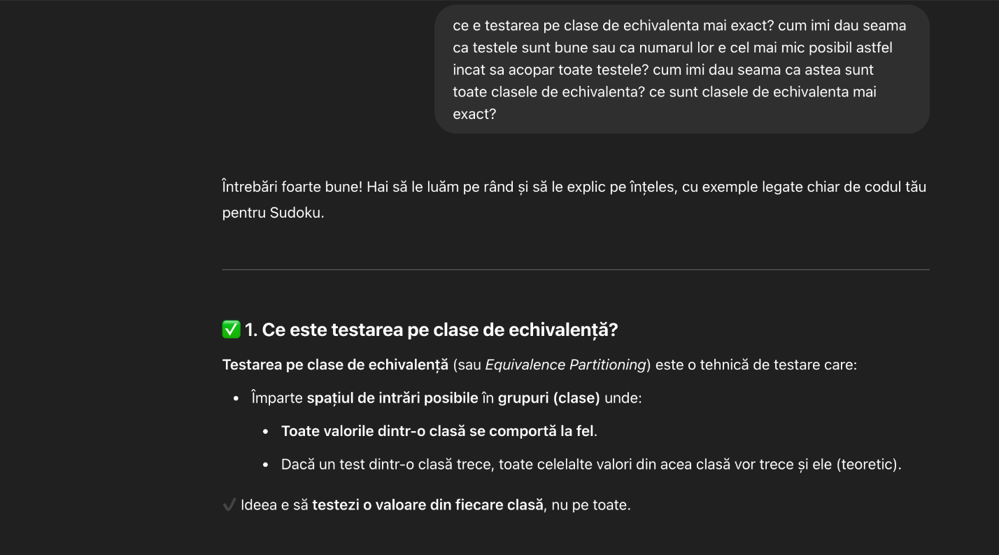 ce e testarea pe clase de echivalenta mai exact? cum imi dau seama
ca testele sunt bune sau ca numarul lor e cel mai mic posibil astfel
incat sa acopar toate testele? cum imi dau seama ca astea sunt
toate clasele de echivalenta? ce sunt clasele de echivalenta mai
exact?
Întrebări foarte bune! Hai să le luăm pe rând și să le explic pe înțeles, cu exemple legate chiar de codul tău
pentru Sudoku.
✅ 1. Ce este testarea pe clase de echivalență?
Testarea pe clase de echivalență (sau Equivalence Partitioning) este o tehnică de testare care:
• Împarte spațiul de intrări posibile în grupuri (clase) unde:
• Toate valorile dintr-o clasă se comportă la fel.
• Dacă un test dintr-o clasă trece, toate celelalte valori din acea clasă vor trece și ele (teoretic).
✔ Ideea e să testezi o valoare din fiecare clasă, nu pe toate.